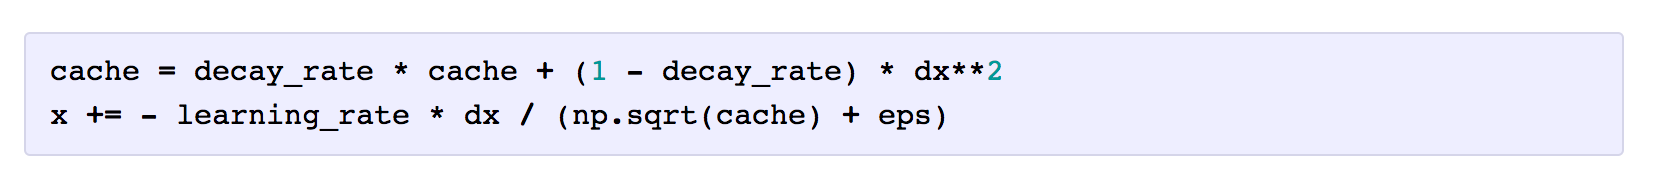 cache = decay_rate * cache + (1 - decay_rate) * dx**2
x += - learning_rate * dx / (np.sqrt(cache) + eps)